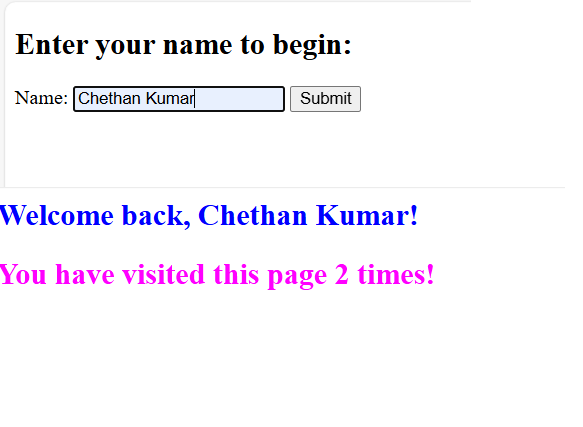 Enter your name to begin:
Name: Chethan Kumar Submit
Welcome back, Chethan Kumar!
You have visited this page 2 times!